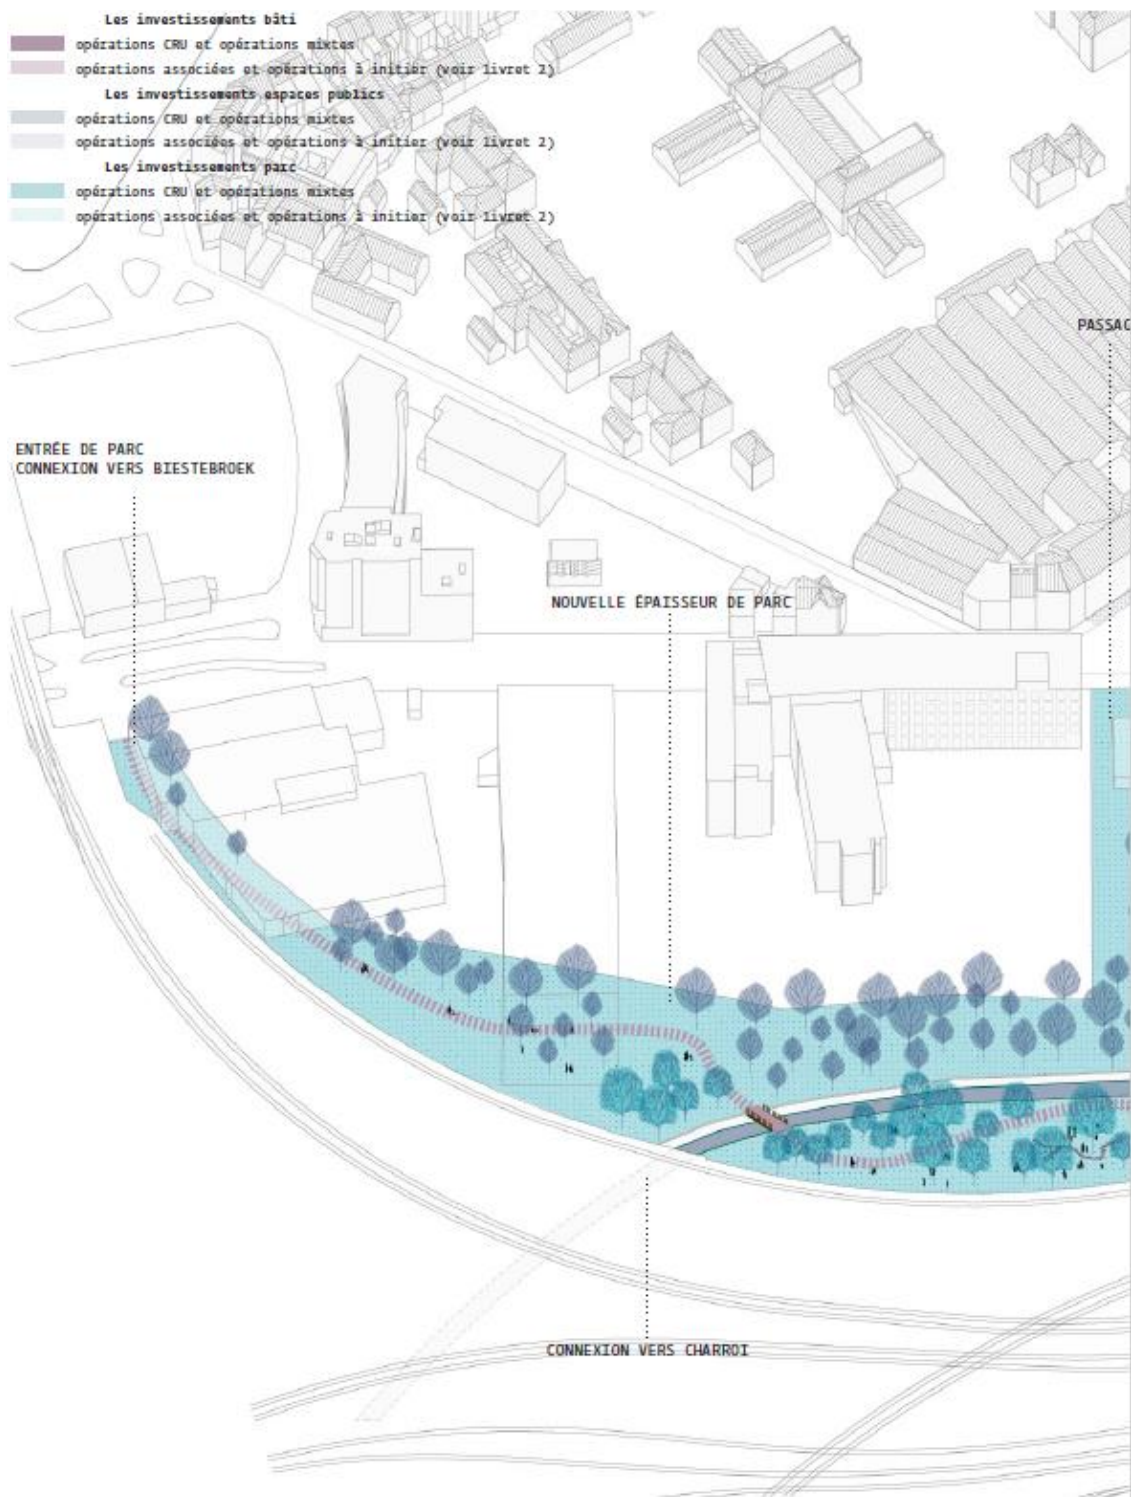 Les investissements bâti
opérations CRU et opérations mixtes
opérations associées et opérations à initier (voir livret 2)
Les investissements espaces publics
opérations CRU et opérations mixtes
opérations associées et opérations à initier (voir livret 2)
Les investissements parc
opérations CRU et opérations mixtes
opérations associées et opérations à initier (voir livret 2)
PASSAC
ENTRÉE DE PARC
CONNEXION VERS BIESTEBROEK
NOUVELLE ÉPAISSEUR DE PARC
CONNEXION VERS CHARROI